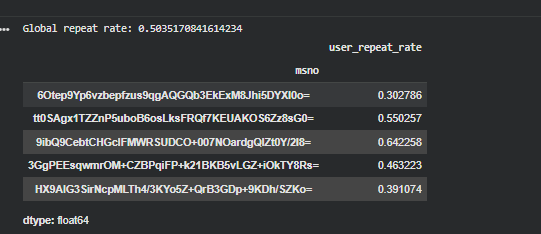 Global repeat rate: 0.5035170841614234
user_repeat_rate
msno
6Otep9Yp6vzbepfzus9qgAQGQb3EkExM8Jhi5DYXI0o= 0.302786
tt0SAgx1TZZnP5uboB6osLksFRQf7KEUAKOS6Zz8sG0= 0.550257
9ibQ9CebtCHGclFMWRSUDCO+007NOardgQIZt0Y/2I8= 0.642258
3GgPEEsqwmrOM+CZBPqiFP+k21BKB5vLGZ+iOkTY8Rs= 0.463223
HX9AIG3SirNcpMLTh4/3KYo5Z+QrB3GDp+9KDh/SZKo= 0.391074
dtype: float64